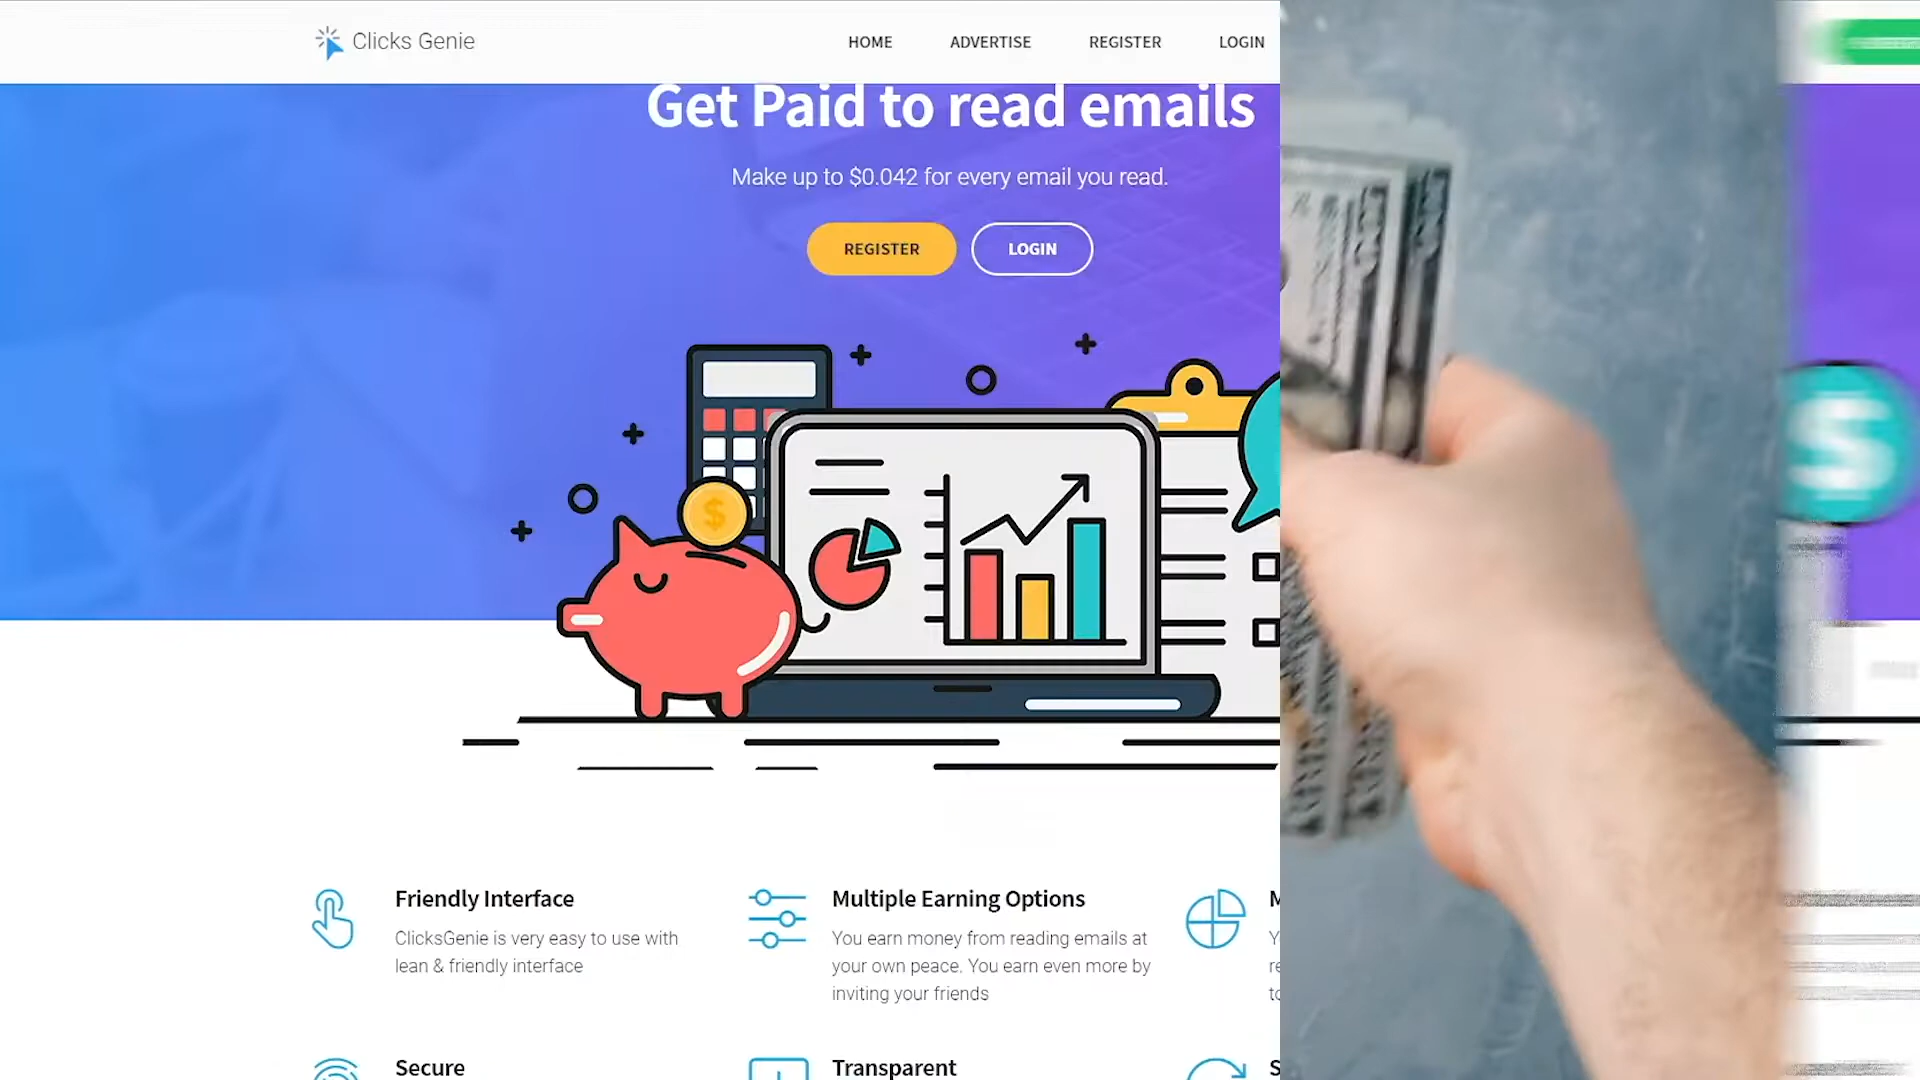 Clicks Genie
HOME ADVERTISE REGISTER LOGIN
Get Paid to read emails
Make up to $0.042 for every email you read.
REGISTER LOGIN
$
$
Friendly Interface
ClicksGenie is very easy to use with
lean & friendly interface
Multiple Earning Options
You earn money from reading emails at
your own peace. You earn even more by
inviting your friends
Secure
Transparent